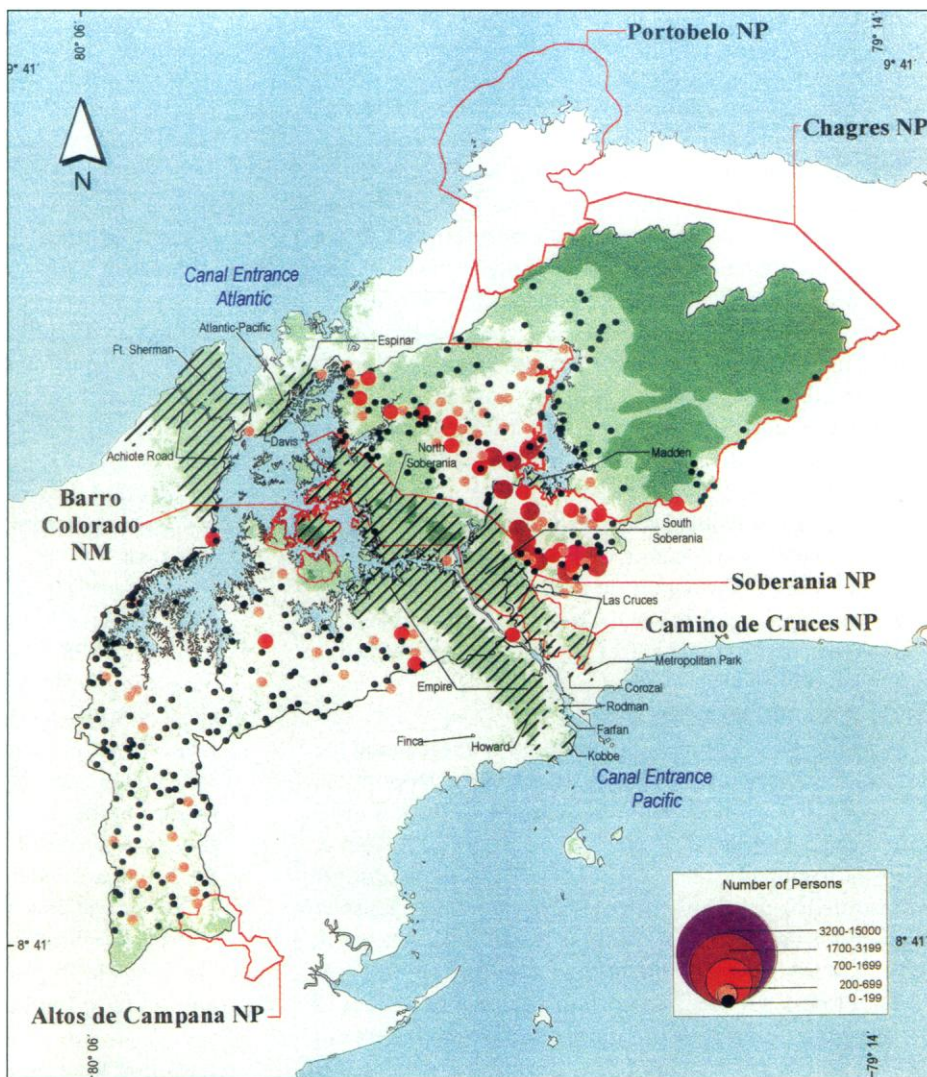 80° 06´
79° 14´
Portobelo NP
9° 41´
9° 41´
Chagres NP
N
Canal Entrance
Atlantic
Atlantic-Pacific
Espinar
Ft. Sherman
Davis
North
Soberania
Madden
Achiote Road
Barro
Colorado
NM
South
Soberania
Soberania NP
Las Cruces
Camino de Cruces NP
Metropolitan Park
Empire
Corozal
Rodman
Farfan
Finca
Howard
Kobbe
Canal Entrance
Pacific
Number of Persons
3200-15000
1700-3199
700-1699
200-699
0 -199
8° 41´
8° 41´
Altos de Campana NP
80° 06´
79° 14´